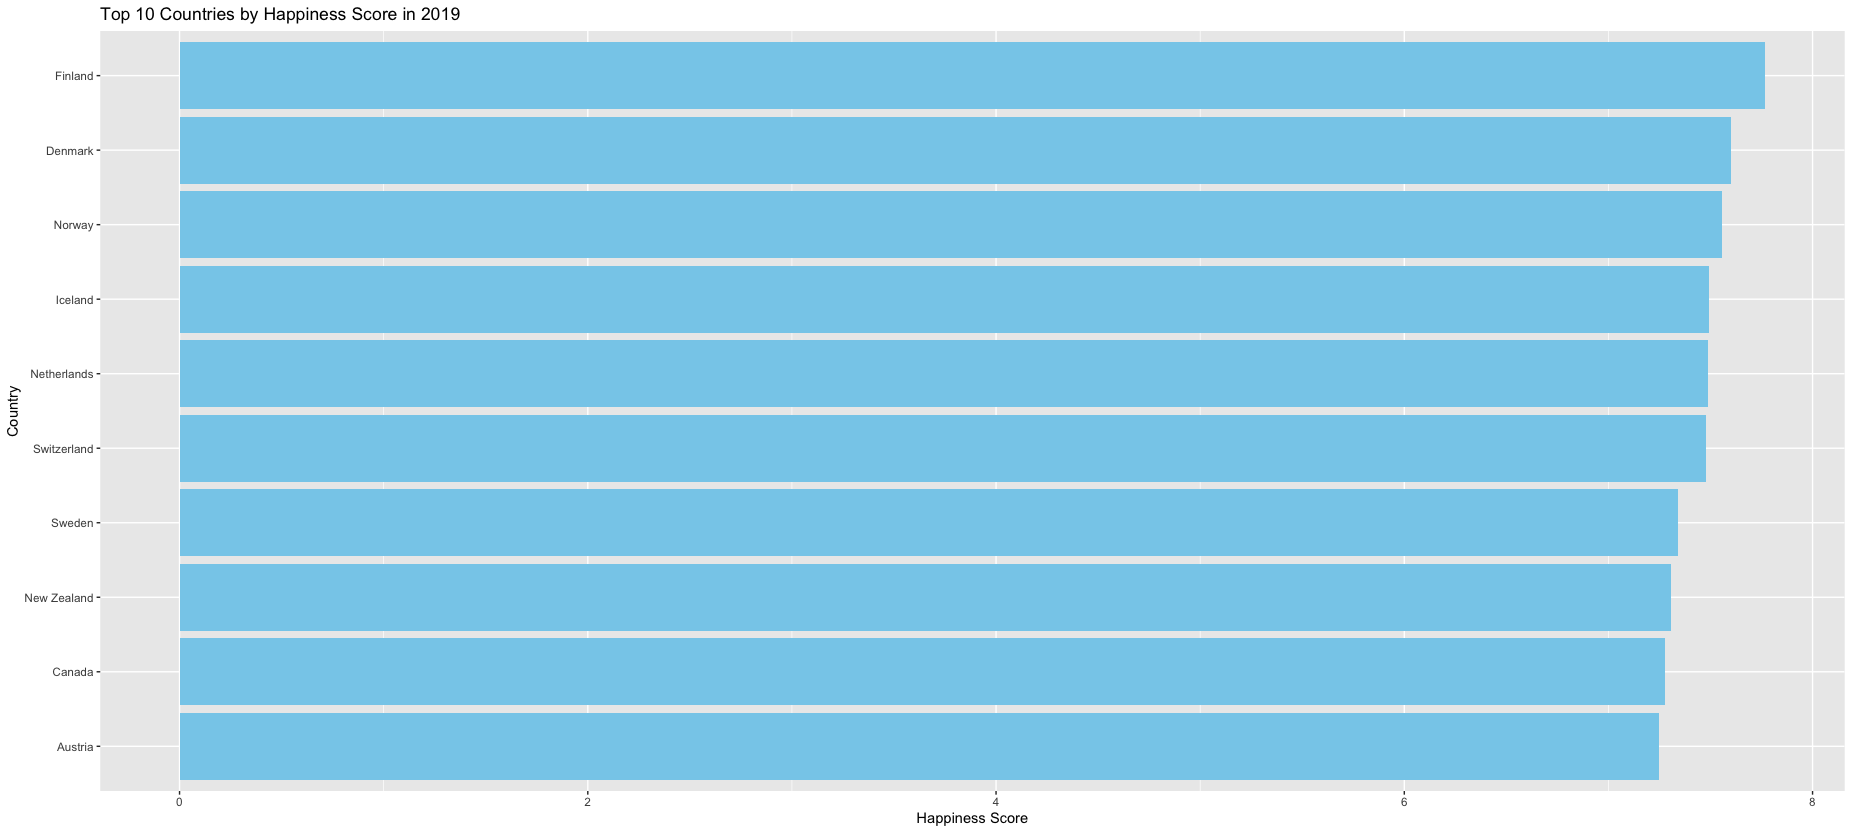 Top 10 Countries by Happiness Score in 2019
Country
Finland
Denmark
Norway
Iceland
Netherlands
Switzerland
Sweden
New Zealand
Canada
Austria
0 2 4 6 8
Happiness Score